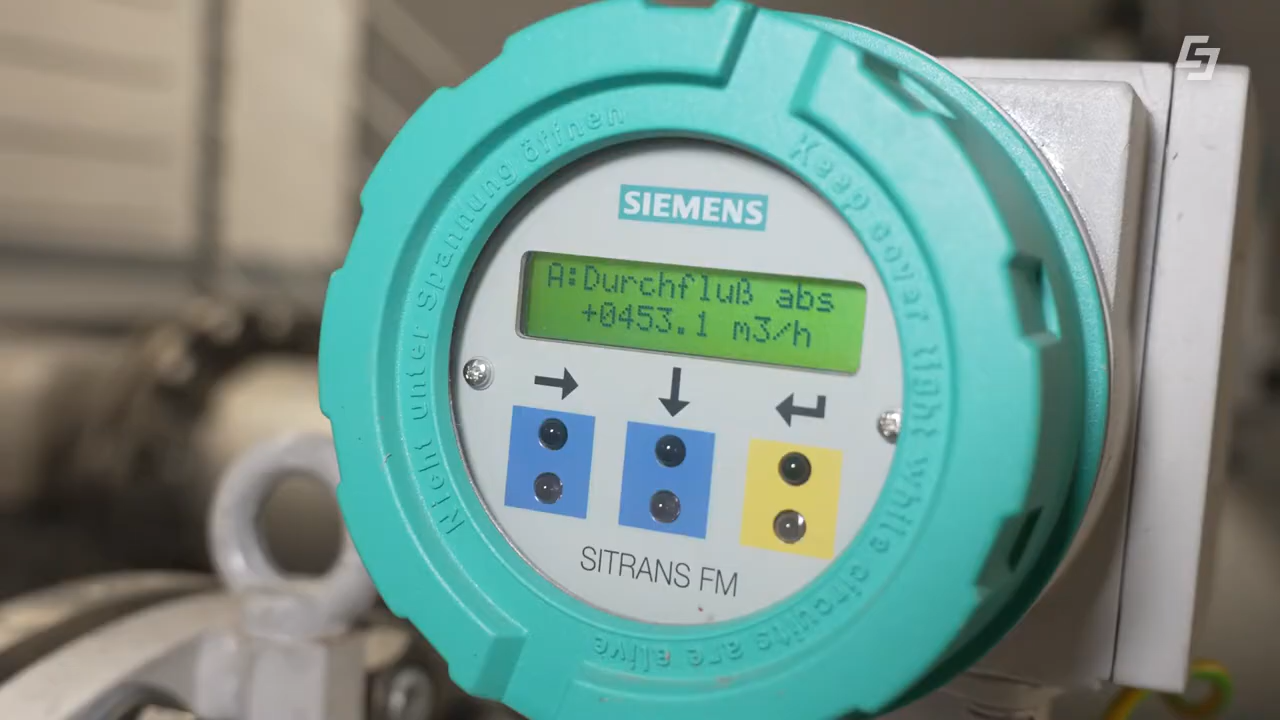 Nicht unter Spannung öffnen
Keep cover tight while circuits are alive
SIEMENS
A:Durchfluß abs
+0453.1 m3/h
SITRANS FM